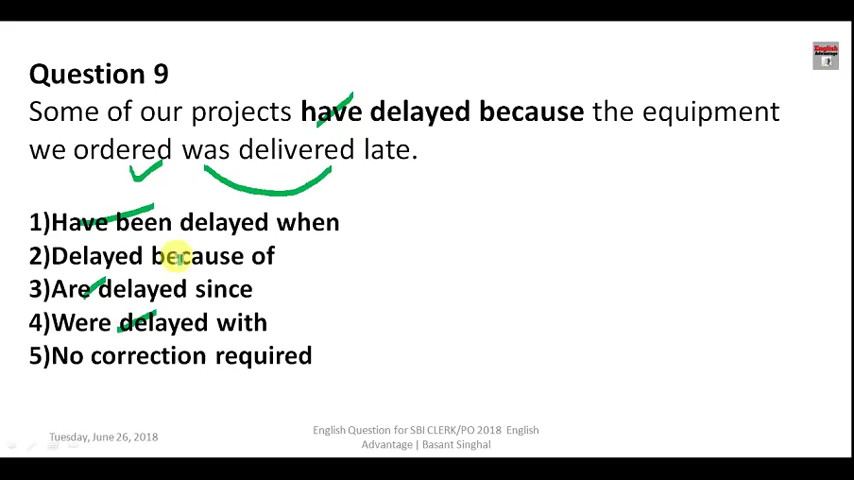 English
Advantage
Question 9
Some of our projects have delayed because the equipment
we ordered was delivered late.
1)Have been delayed when
2)Delayed because of
3)Are delayed since
4)Were delayed with
5)No correction required
Tuesday, June 26, 2018
English Question for SBI CLERK/PO 2018 English
Advantage | Basant Singhal